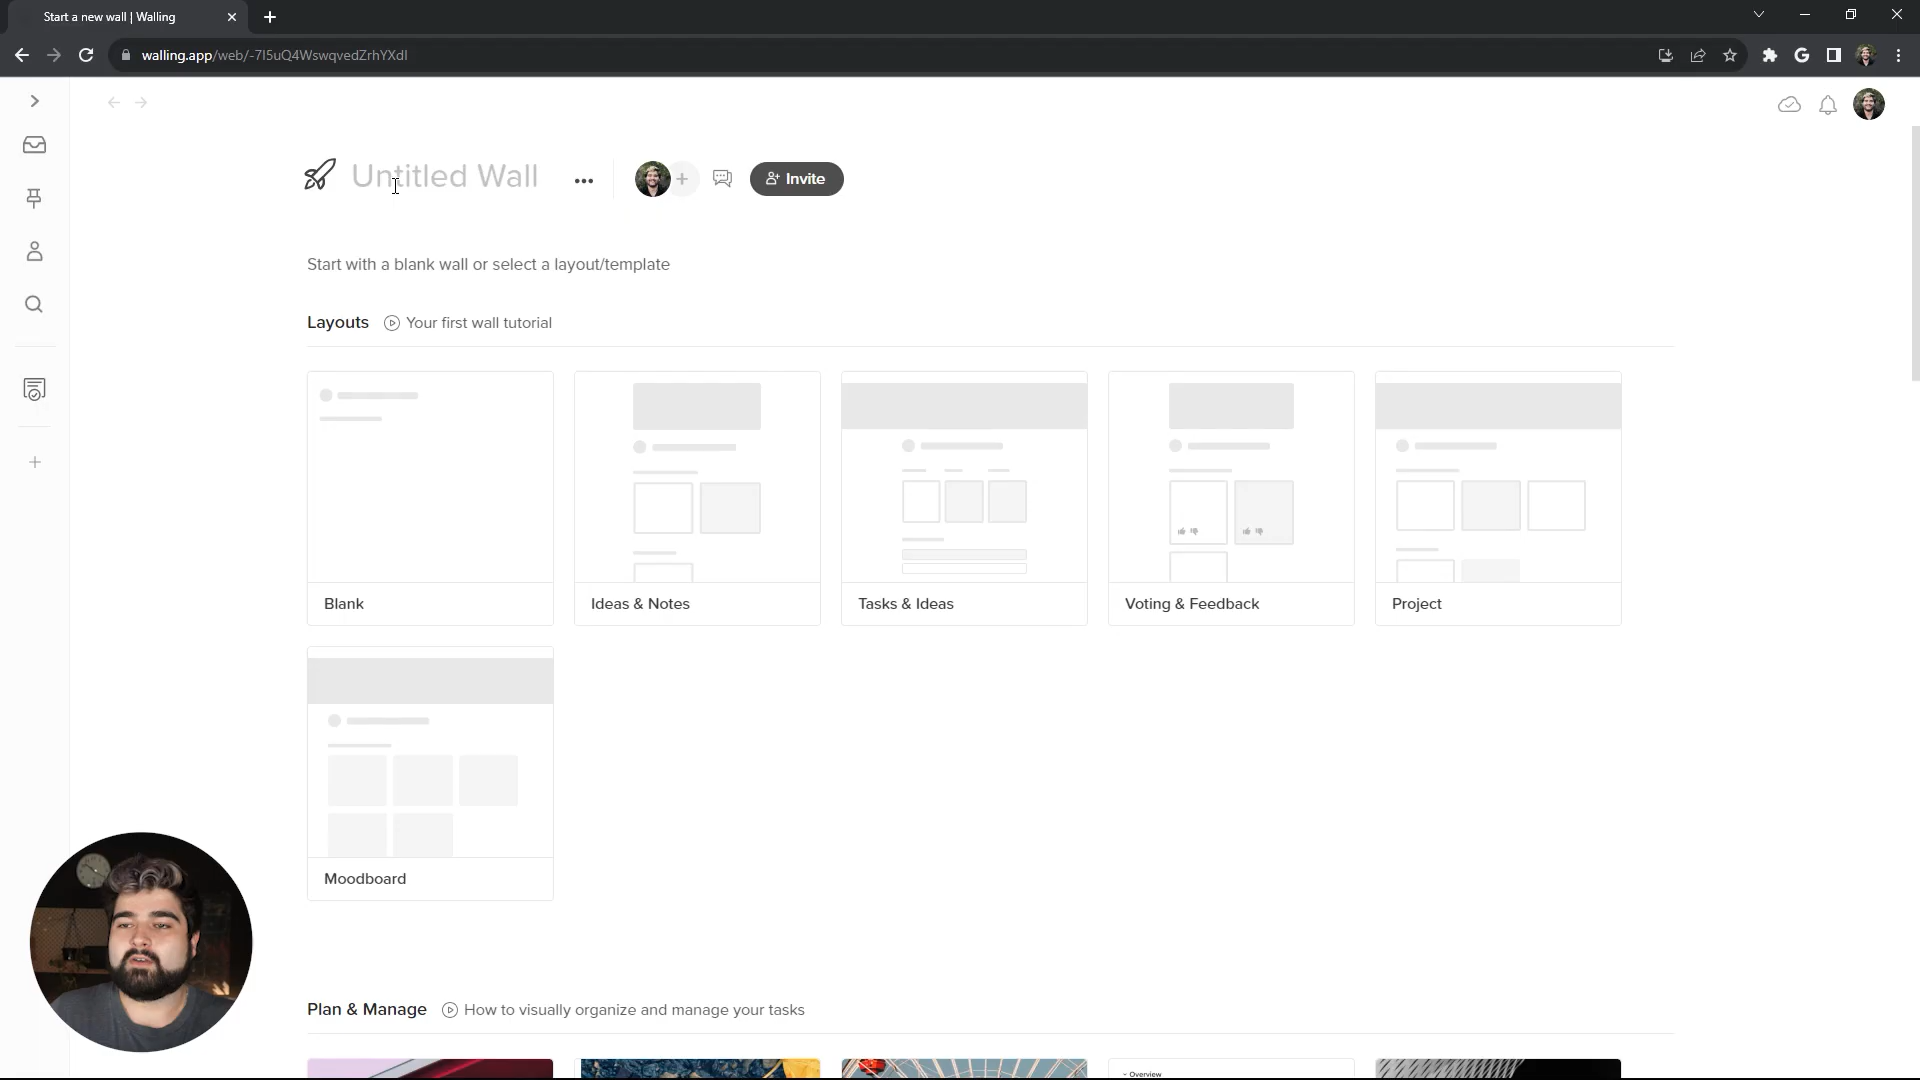 Start a new wall | Walling
walling.app/web/-7I5uQ4WswqvedZrhYXdI
Untitled Wall
Invite
Start with a blank wall or select a layout/template
Layouts
Your first wall tutorial
Blank
Ideas & Notes
Tasks & Ideas
Voting & Feedback
Project
Moodboard
Plan & Manage
How to visually organize and manage your tasks
Overview